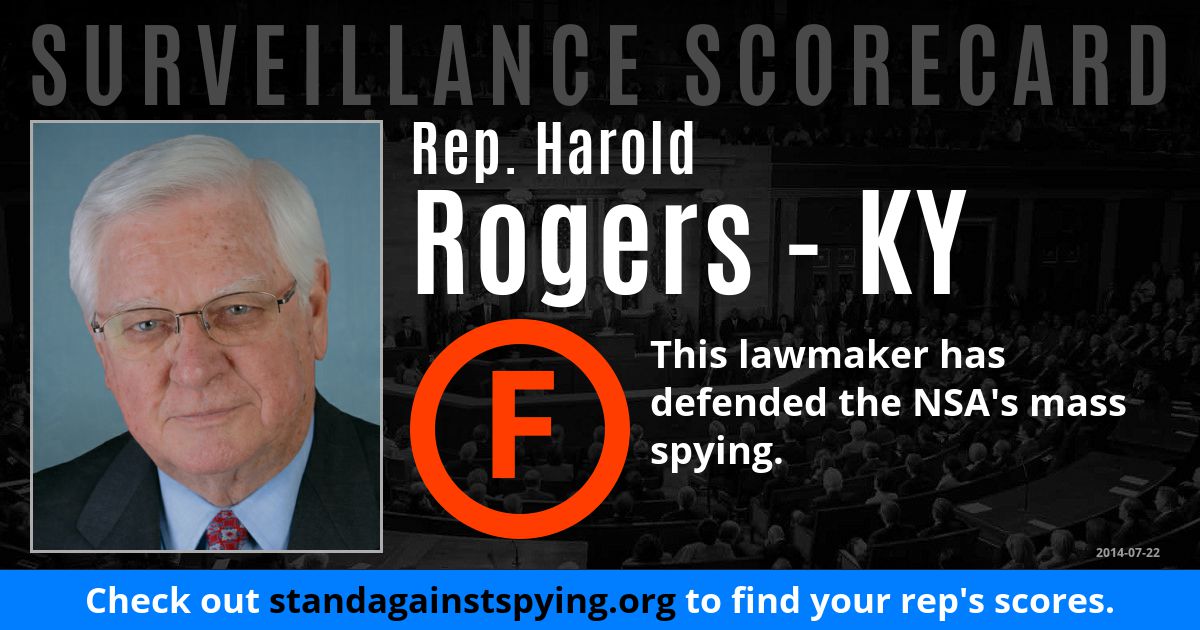 SURVEILLANCE SCORECARD
Rep. Harold
Rogers - KY
F
This lawmaker has
defended the NSA's mass
spying.
2014-07-22
Check out standagainstspying.org to find your rep's scores.